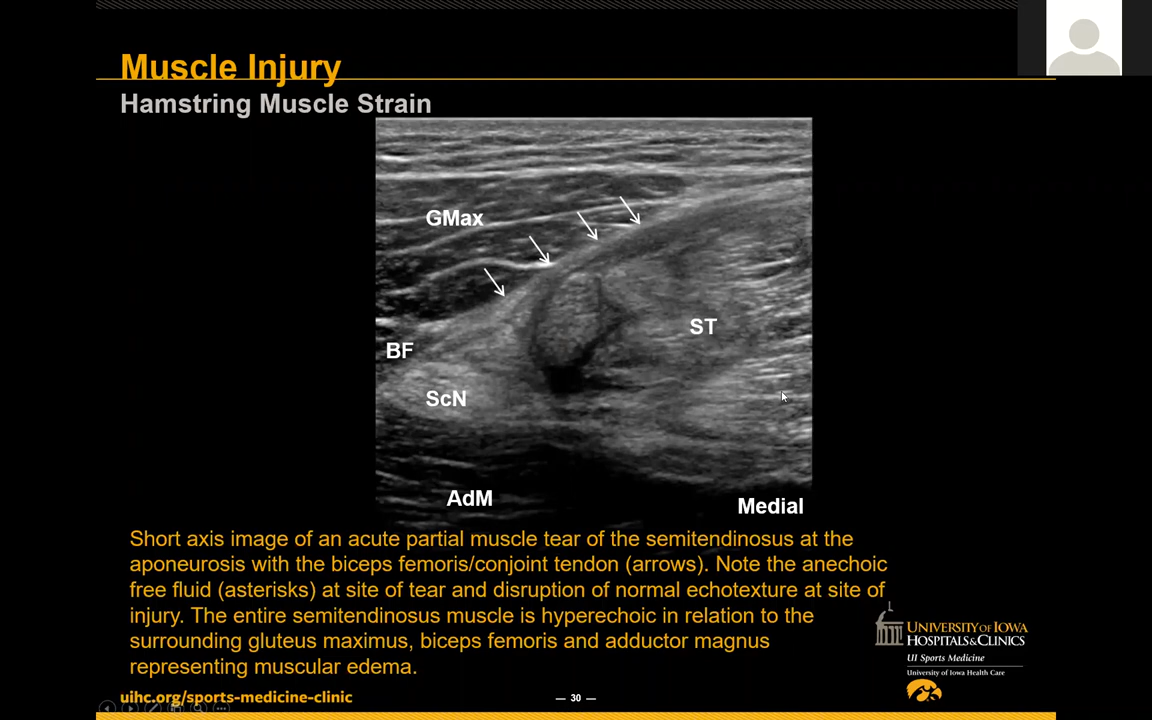 Muscle Injury
Hamstring Muscle Strain
GMax
ST
BF
ScN
AdM
Medial
Short axis image of an acute partial muscle tear of the semitendinosus at the
aponeurosis with the biceps femoris/conjoint tendon (arrows). Note the anechoic
free fluid (asterisks) at site of tear and disruption of normal echotexture at site of
injury. The entire semitendinosus muscle is hyperechoic in relation to the
surrounding gluteus maximus, biceps femoris and adductor magnus
representing muscular edema.
UNIVERSITY OF IOWA
HOSPITALS&CLINICS
UI Sports Medicine
University of Iowa Health Care
uihc.org/sports-medicine-clinic
— 30 —